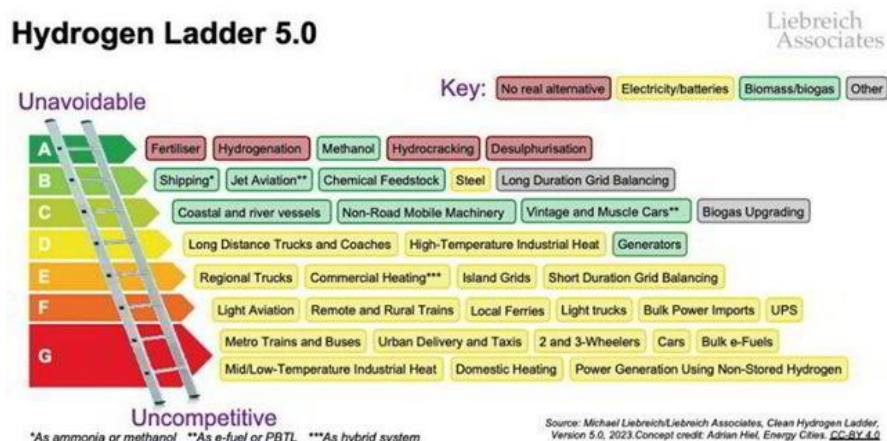 Hydrogen Ladder 5.0
Liebreich
Associates
Key: No real alternative Electricity/batteries Biomass/biogas Other
Unavoidable
A Fertiliser Hydrogenation Methanol Hydrocracking Desulphurisation
B Shipping* Jet Aviation** Chemical Feedstock Steel Long Duration Grid Balancing
C Coastal and river vessels Non-Road Mobile Machinery Vintage and Muscle Cars** Biogas Upgrading
D Long Distance Trucks and Coaches High-Temperature Industrial Heat Generators
E Regional Trucks Commercial Heating*** Island Grids Short Duration Grid Balancing
F Light Aviation Remote and Rural Trains Local Ferries Light trucks Bulk Power Imports UPS
G Metro Trains and Buses Urban Delivery and Taxis 2 and 3-Wheelers Cars Bulk e-Fuels
Mid/Low-Temperature Industrial Heat Domestic Heating Power Generation Using Non-Stored Hydrogen
Uncompetitive
*As ammonia or methanol **As e-fuel or PBTL ***As hybrid system
Source: Michael Liebreich/Liebreich Associates, Clean Hydrogen Ladder,
Version 5.0, 2023.Concept credit: Adrian Hiel, Energy Cities. CC-BY 4.0